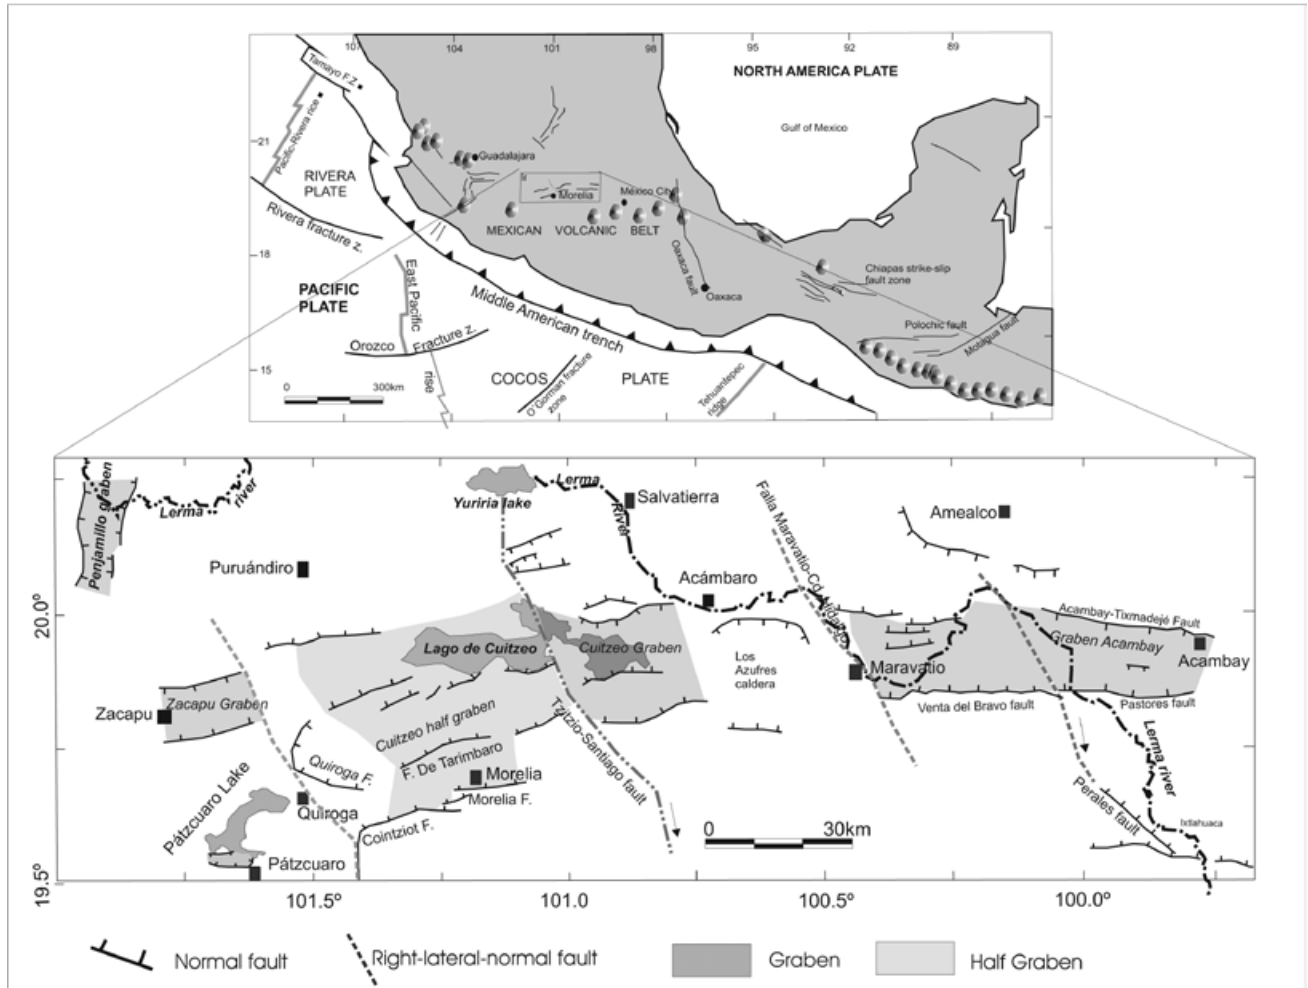 107
104
101
98
95
92
89
Tamayo F.Z
NORTH AMERICA PLATE
Pacific-Rivera rice
Gulf of Mexico
21
Guadalajara
RIVERA
PLATE
Morelia
México City
Rivera fracture z.
MEXICAN VOLCANIC BELT
18
Oaxaca fault
Chiapas strike-slip
fault zone
PACIFIC
PLATE
East Pacific
rise
Oaxaca
Middle American trench
Polochic fault
Motagua fault
Orozco Fracture z.
15
0 300km
COCOS PLATE
O'Gorman fracture
zone
Tehuantepec
ridge
Penjamillo graben
Lerma river
Yuriria lake
Lerma
River
Salvatierra
Falla Maravatio-Cd. Hidalgo
Amealco
Puruándiro
Acámbaro
20.0°
Acambay-Tixmadejé Fault
Lago de Cuitzeo
Cuitzeo Graben
Graben Acambay
Los
Azufres
caldera
Maravatio
Acambay
Zacapu Graben
Zacapu
Cuitzeo half graben
Tzitzio-Santiago fault
Venta del Bravo fault
Pastores fault
F. De Tarimbaro
Quiroga F.
Morelia
Morelia F.
Lerma river
Pátzcuaro Lake
Quiroga
Cointziot F.
0 30km
Perales fault
Ixtlahuaca
Pátzcuaro
19.5°
101.5°
101.0
100.5°
100.0°
Normal fault
Right-lateral-normal fault
Graben
Half Graben